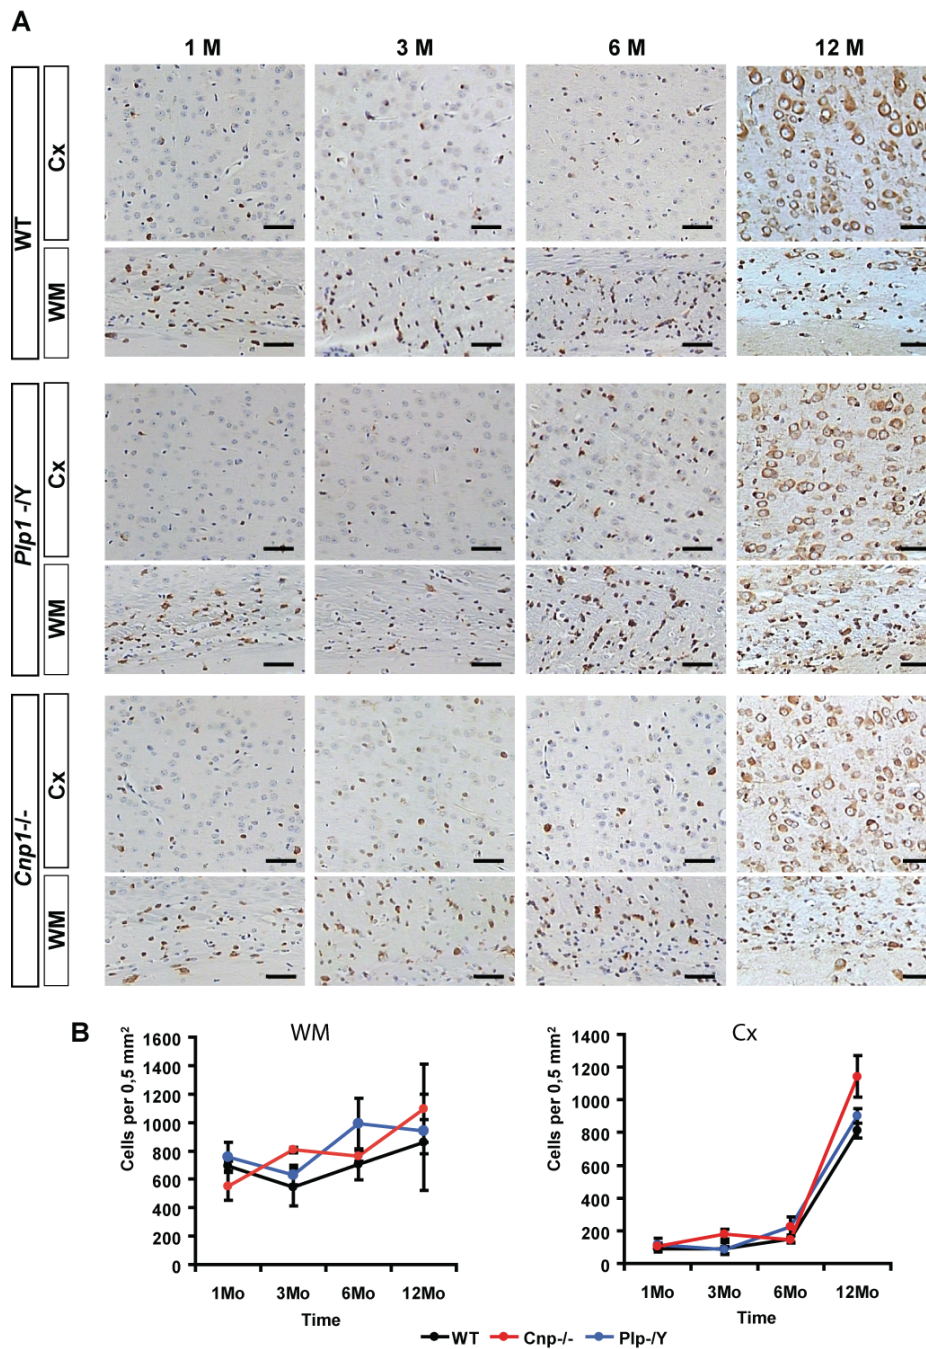 A
1 M 3 M 6 M 12 M
WT
Cx
WM
Plp1 -/Y
Cx
WM
Cnp1-/-
Cx
WM
B
WM
Cells per 0,5 mm²
1600
1400
1200
1000
800
600
400
200
0
1Mo 3Mo 6Mo 12Mo
Time
Cx
Cells per 0,5 mm²
1400
1200
1000
800
600
400
200
0
1Mo 3Mo 6Mo 12Mo
Time
WT Cnp-/- Plp-/Y